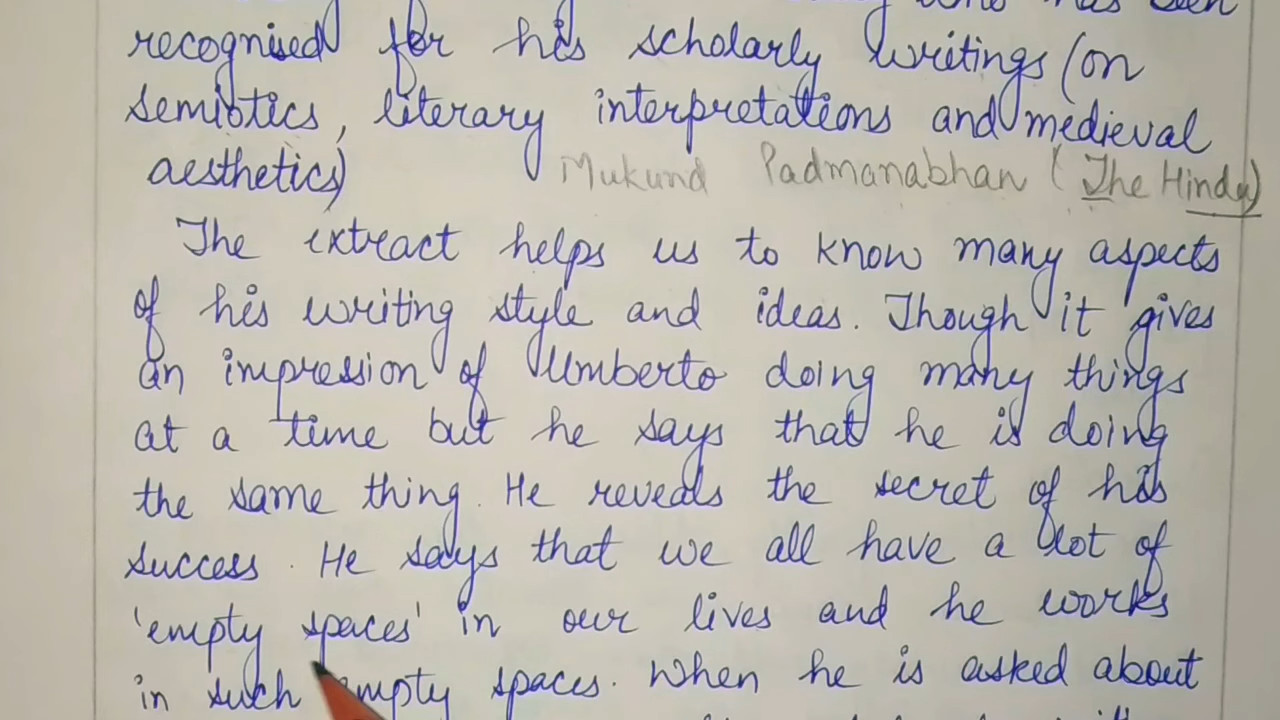 who has been
recognised for his scholarly writings (on
semiotics, literary interpretations and medieval
aesthetics)
Mukund Padmanabhan (The Hindu)
The extract helps us to know many aspects
of his writing style and ideas. Though it gives
an impression of Umberto doing many things
at a time but he says that he is doing
the same thing. He reveals the secret of his
success. He says that we all have a lot of
'empty spaces' in our lives and he works
in such empty spaces. When he is asked about